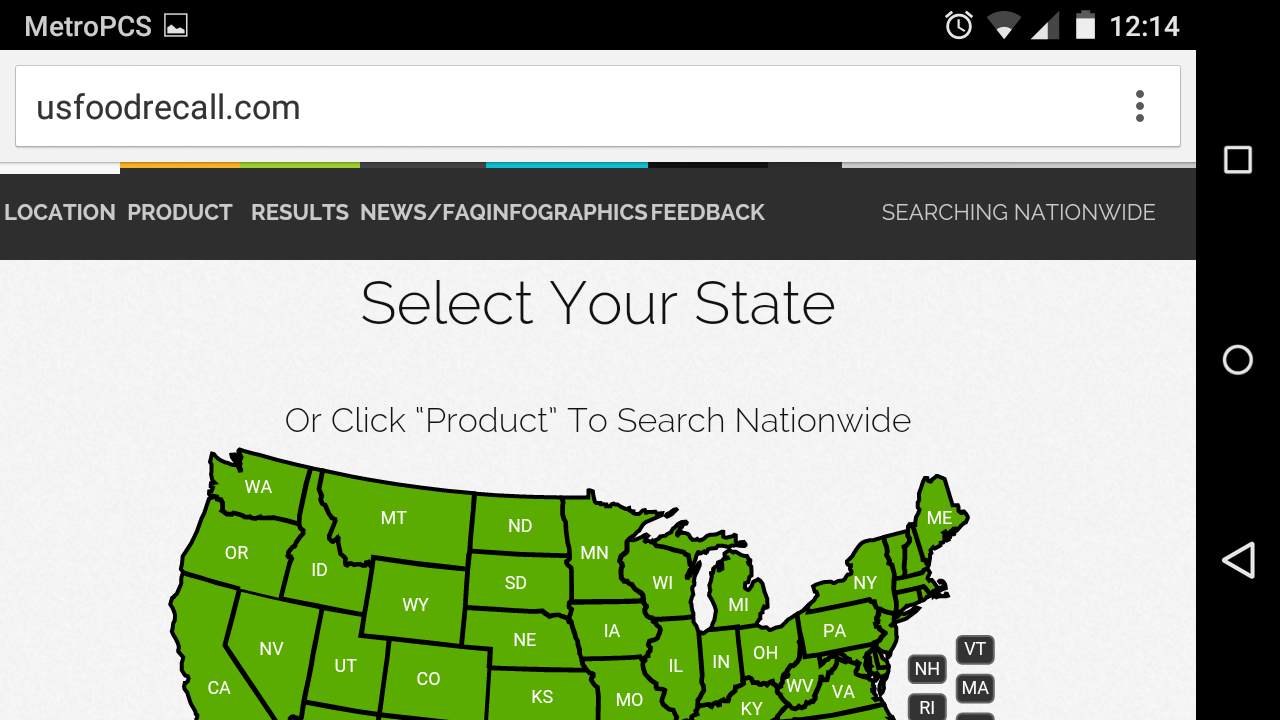 MetroPCS 12:14
usfoodrecall.com
LOCATION PRODUCT RESULTS NEWS/FAQ INFOGRAPHICS FEEDBACK SEARCHING NATIONWIDE
Select Your State
Or Click “Product” To Search Nationwide
WA
MT
ND
ME
OR
ID
SD
MN
WI
NY
WY
MI
NV
UT
CO
NE
IA
IL
IN
OH
PA
VT
NH
CA
KS
MO
KY
WV
VA
MA
RI